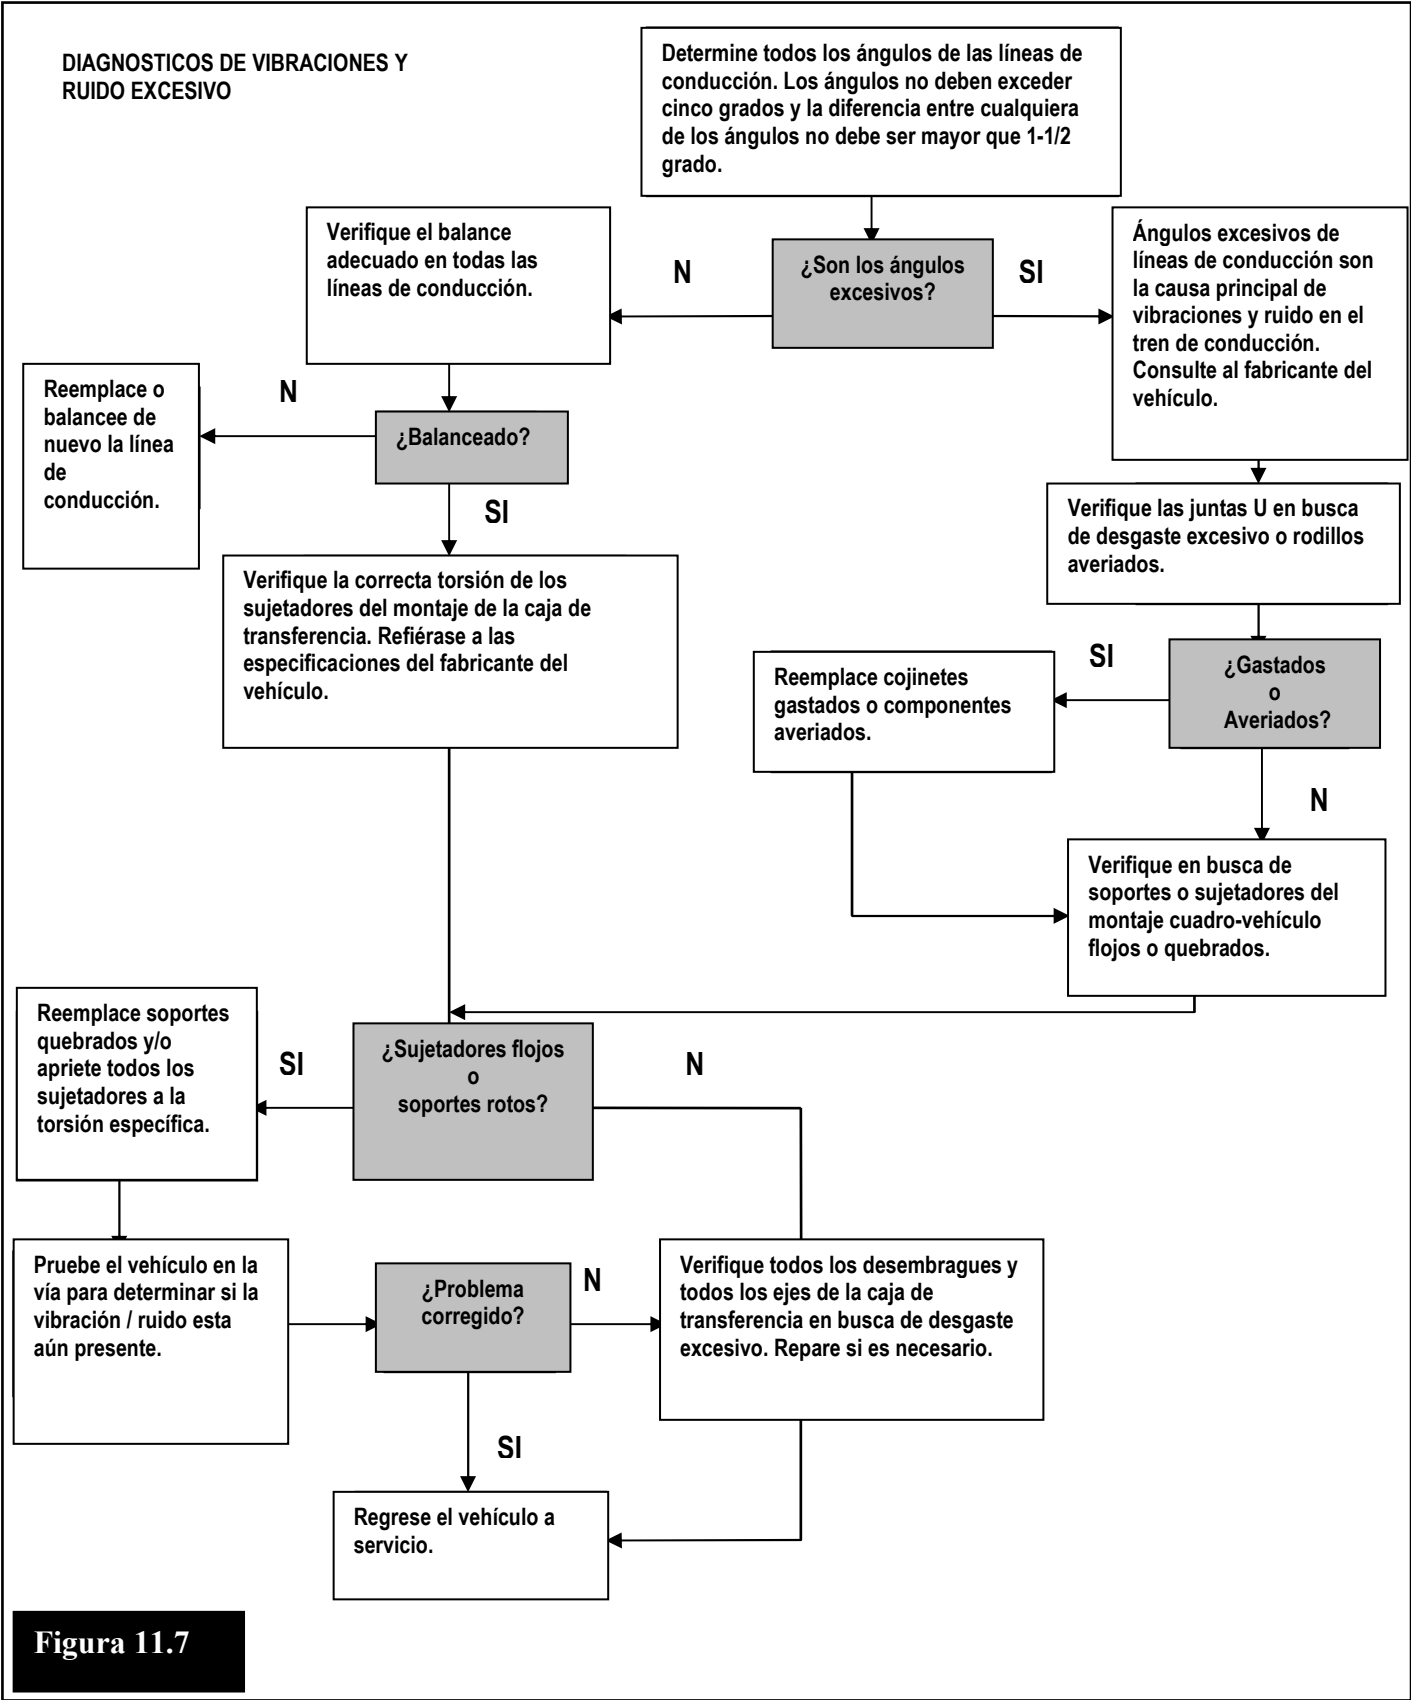 DIAGNOSTICOS DE VIBRACIONES Y
RUIDO EXCESIVO
Determine todos los ángulos de las líneas de
conducción. Los ángulos no deben exceder
cinco grados y la diferencia entre cualquiera
de los ángulos no debe ser mayor que 1-1/2
grado.
Verifique el balance
adecuado en todas las
líneas de conducción.
N
¿Son los ángulos
excesivos?
SI
Ángulos excesivos de
líneas de conducción son
la causa principal de
vibraciones y ruido en el
tren de conducción.
Consulte al fabricante del
vehículo.
Reemplace o
balancee de
nuevo la línea
de
conducción.
N
¿Balanceado?
SI
Verifique las juntas U en busca
de desgaste excesivo o rodillos
averiados.
Verifique la correcta torsión de los
sujetadores del montaje de la caja de
transferencia. Refiérase a las
especificaciones del fabricante del
vehículo.
Reemplace cojinetes
gastados o componentes
averiados.
SI
¿Gastados
o
Averiados?
N
Verifique en busca de
soportes o sujetadores del
montaje cuadro-vehículo
flojos o quebrados.
Reemplace soportes
quebrados y/o
apriete todos los
sujetadores a la
torsión específica.
SI
¿Sujetadores flojos
o
soportes rotos?
N
Pruebe el vehículo en la
vía para determinar si la
vibración / ruido esta
aún presente.
¿Problema
corregido?
N
Verifique todos los desembragues y
todos los ejes de la caja de
transferencia en busca de desgaste
excesivo. Repare si es necesario.
SI
Regrese el vehículo a
servicio.
Figura 11.7